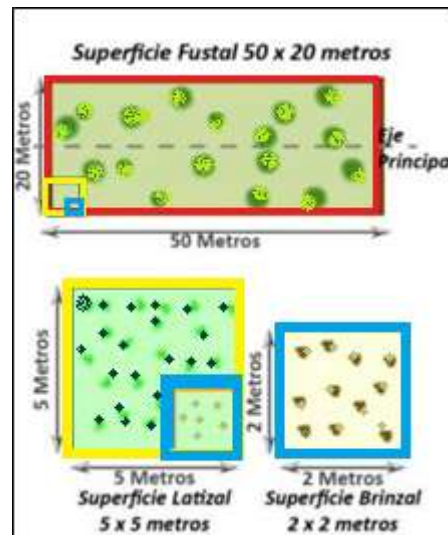 Superficie Fustal 50 x 20 metros
20 Metros
Eje
Principa
50 Metros
5 Metros
2 Metros
5 Metros
Superficie Latizal
5 x 5 metros
2 Metros
Superficie Brinzal
2 x 2 metros